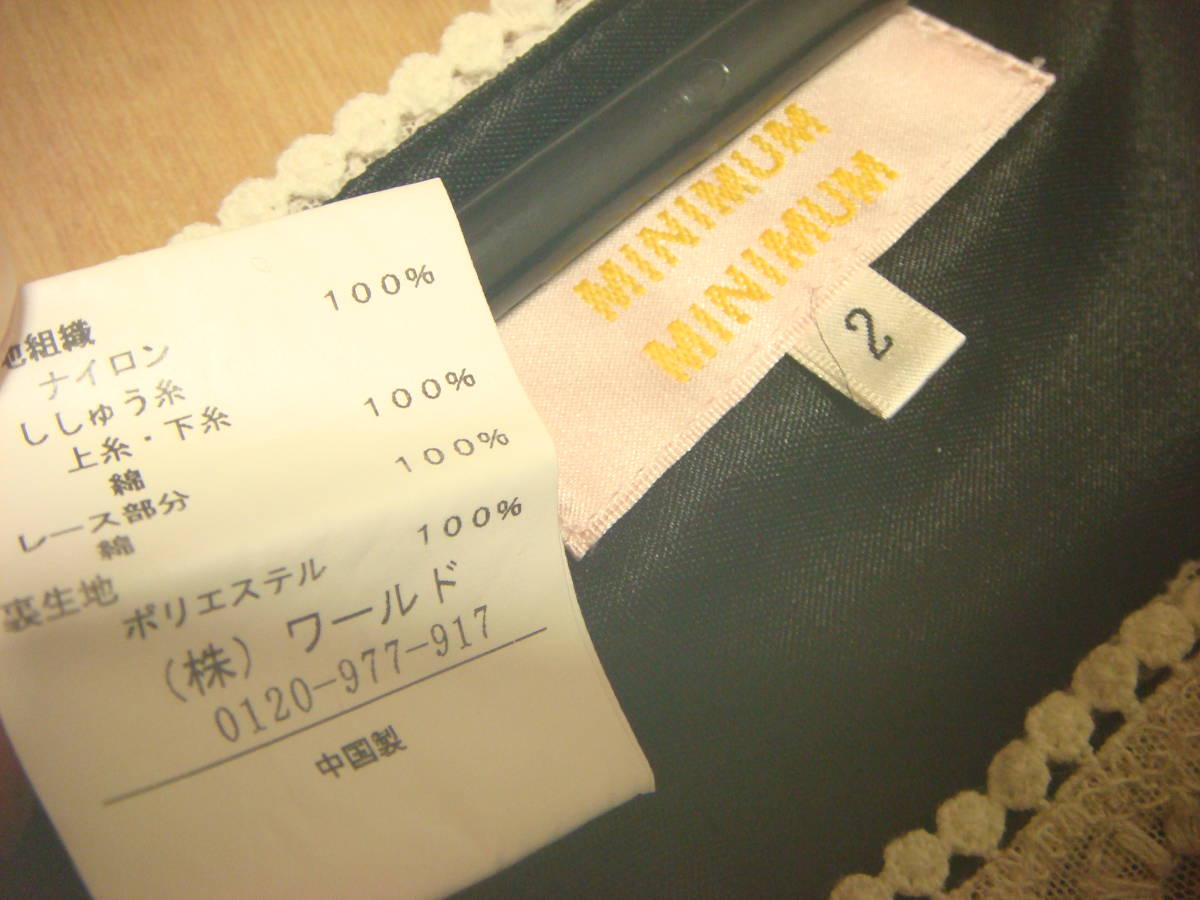 地組織
ナイロン 100%
ししゅう糸
上糸・下糸
綿 100%
レース部分
綿 100%
裏生地
ポリエステル 100%
(株) ワールド
0120-977-917
中国製
MINIMUM
MINIMUM
2